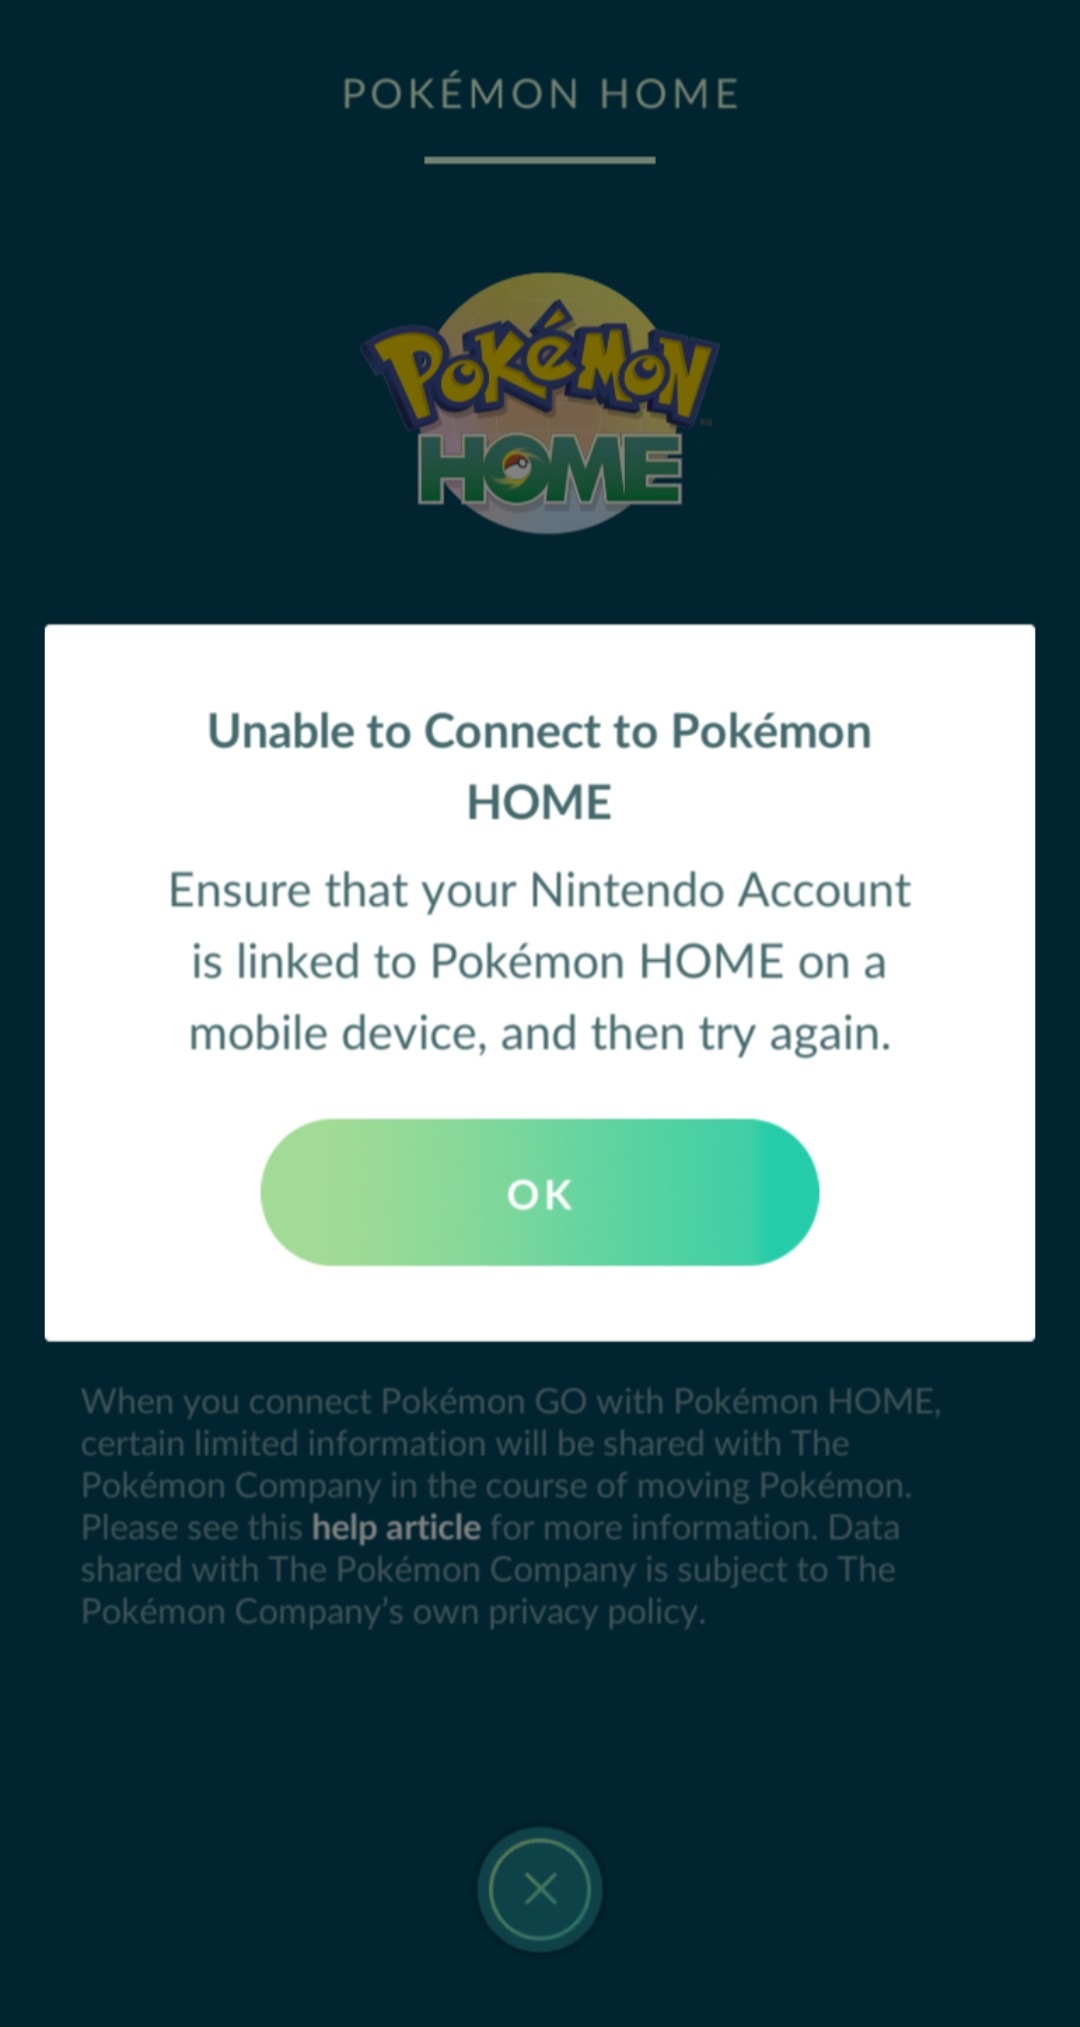 POKÉMON HOME
POKéMON
TM
HOME
Unable to Connect to Pokémon
HOME
Ensure that your Nintendo Account
is linked to Pokémon HOME on a
mobile device, and then try again.
OK
When you connect Pokémon GO with Pokémon HOME,
certain limited information will be shared with The
Pokémon Company in the course of moving Pokémon.
Please see this help article for more information. Data
shared with The Pokémon Company is subject to The
Pokémon Company’s own privacy policy.